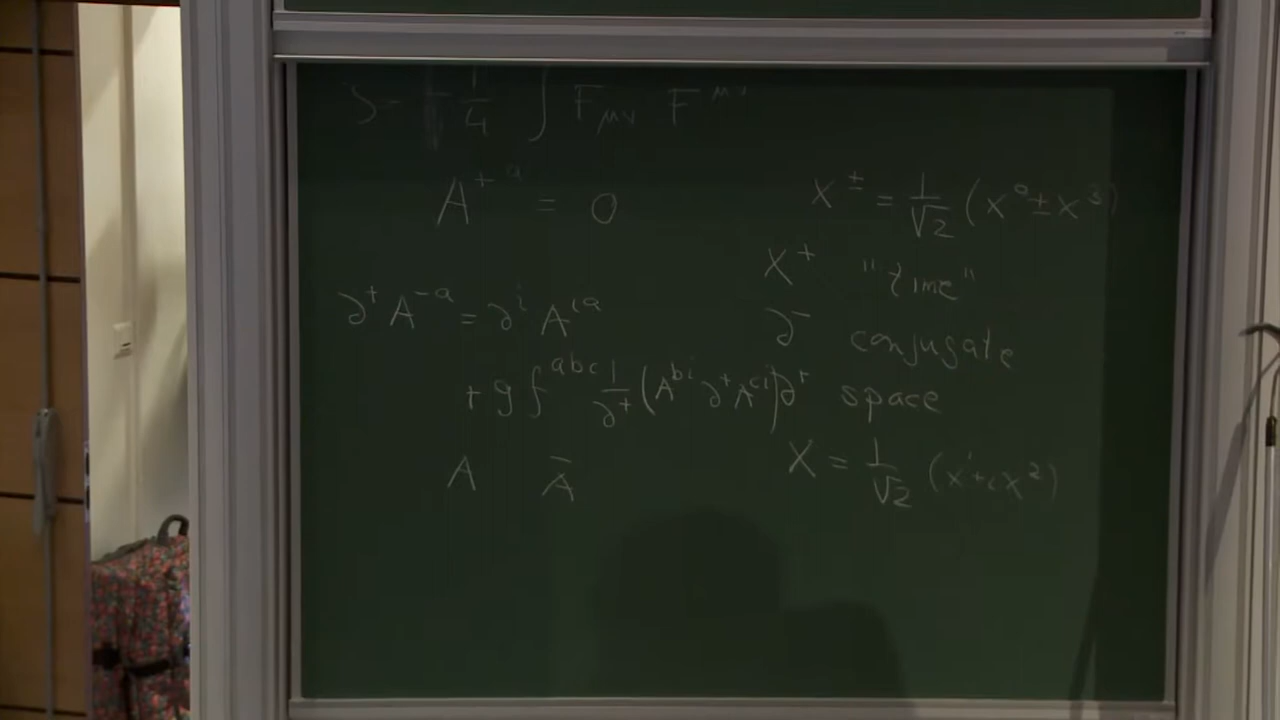 S = -1/4 ∫ F_μν F^μν
A^{+a} = 0
∂^+ A^{-a} = ∂^i A^{ia}
+ g f^{abc} 1/∂^+ (A^{bi} ∂^+ A^{ci})
A Ā
x^± = 1/√2 (x^0 ± x^3)
x^+ "time"
∂^- conjugate
∂^+ space
X = 1/√2 (x^1 + i x^2)